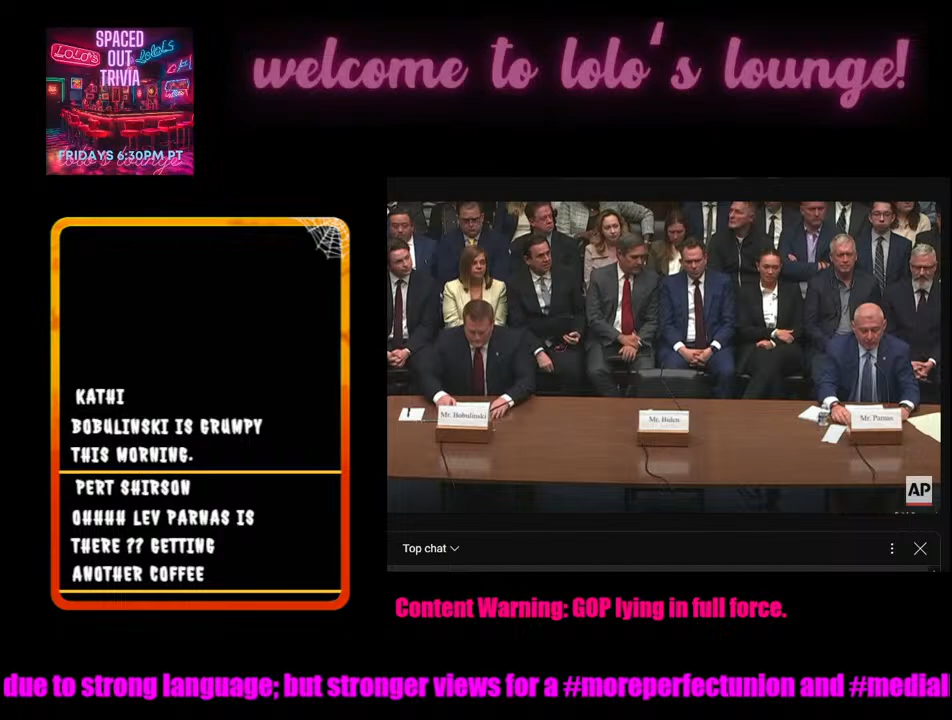 SPACED
OUT
TRIVIA
LOLO'S
FRIDAYS 6:30PM PT
lolo's lounge
welcome to lolo's lounge!
KATHI
BOBULINSKI IS GRUMPY
THIS MORNING.
PERT SHIRSON
OHHHH LEV PARNAS IS
THERE ?? GETTING
ANOTHER COFFEE
Mr. Bobulinski
Mr. Biden
Mr. Parnas
AP
Top chat
Content Warning: GOP lying in full force.
due to strong language; but stronger views for a #moreperfectunion and #medial